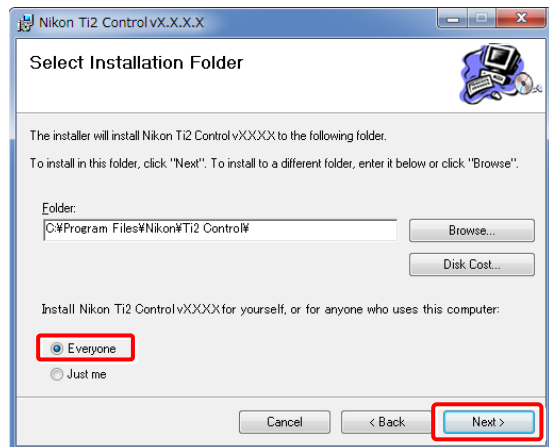 Nikon Ti2 Control vX.X.X.X
Select Installation Folder
The installer will install Nikon Ti2 Control vXXXX to the following folder.
To install in this folder, click "Next". To install to a different folder, enter it below or click "Browse".
Folder:
C:¥Program Files¥Nikon¥Ti2 Control¥
Browse...
Disk Cost...
Install Nikon Ti2 Control vXXXX for yourself, or for anyone who uses this computer:
Everyone
Just me
Cancel
< Back
Next >